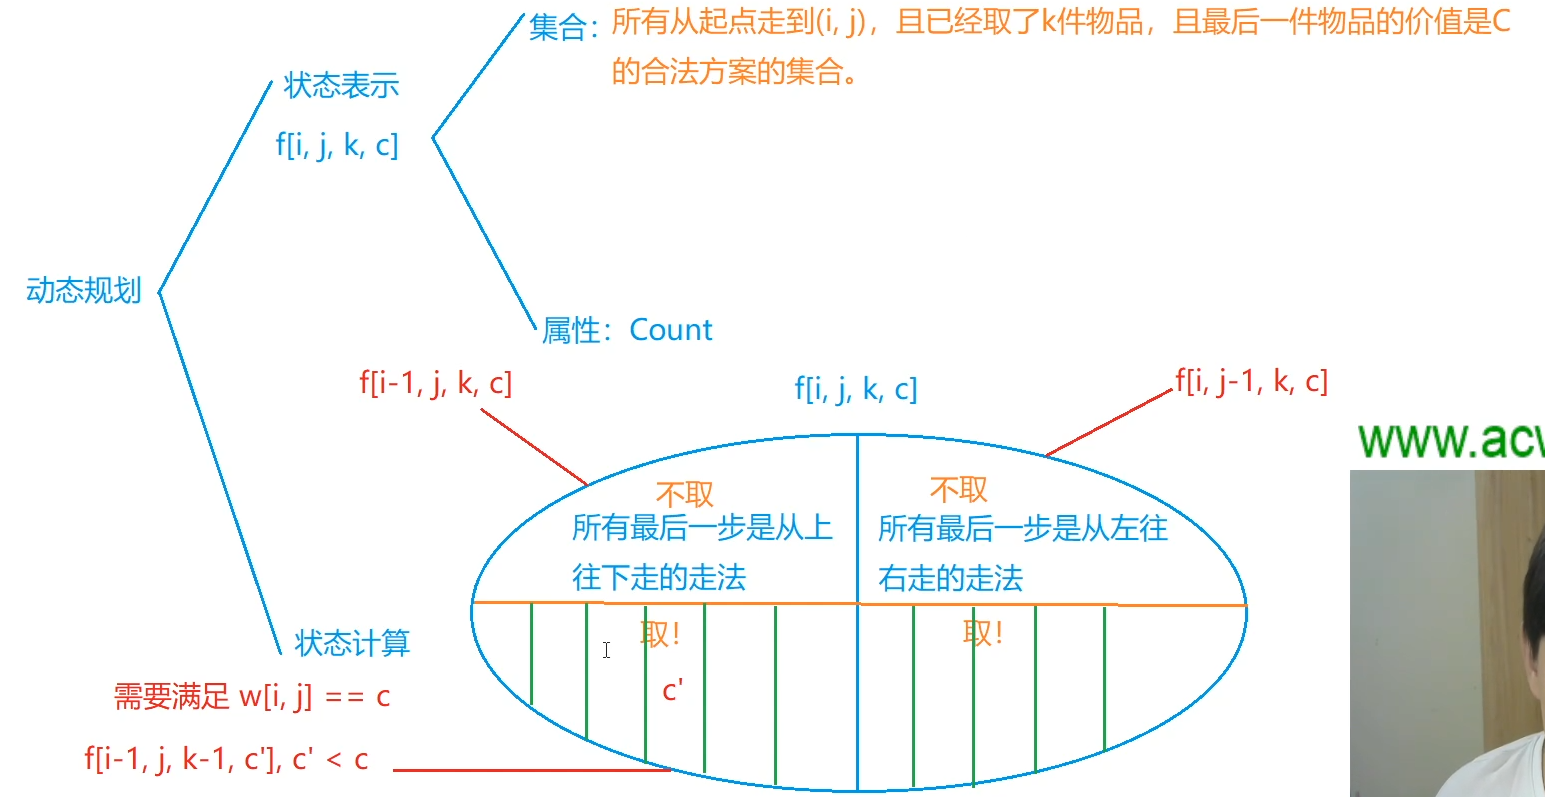 集合：所有从起点走到(i, j)，且已经取了k件物品，且最后一件物品的价值是C
的合法方案的集合。
状态表示
f[i, j, k, c]
动态规划
属性：Count
f[i-1, j, k, c]
f[i, j, k, c]
f[i, j-1, k, c]
www.acw
不取
所有最后一步是从上
往下走的走法
不取
所有最后一步是从左往
右走的走法
取！
取！
c'
状态计算
需要满足 w[i, j] == c
f[i-1, j, k-1, c'], c' < c